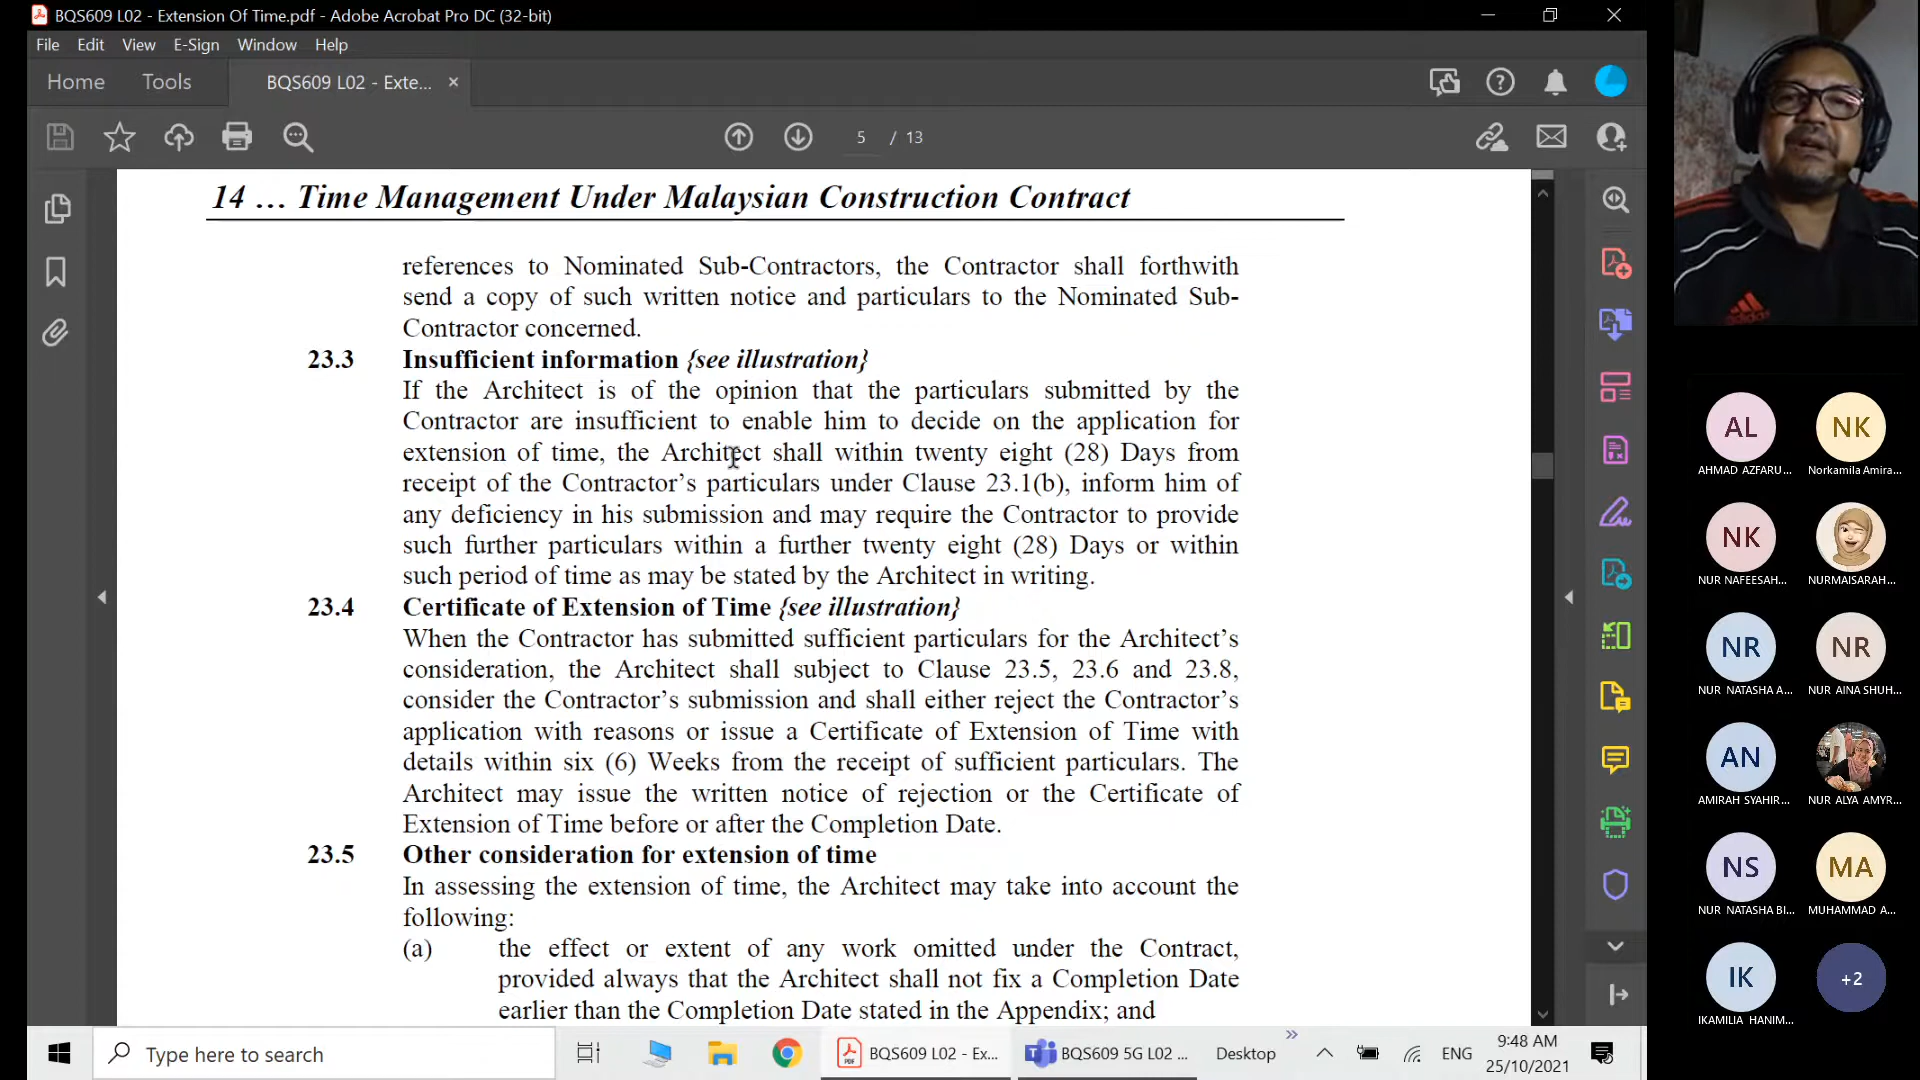 BQS609 L02 - Extension Of Time.pdf - Adobe Acrobat Pro DC (32-bit)
File Edit View E-Sign Window Help
Home Tools BQS609 L02 - Exte... ×
5 / 13
14 … Time Management Under Malaysian Construction Contract
references to Nominated Sub-Contractors, the Contractor shall forthwith
send a copy of such written notice and particulars to the Nominated Sub-
Contractor concerned.
23.3 Insufficient information {see illustration}
If the Architect is of the opinion that the particulars submitted by the
Contractor are insufficient to enable him to decide on the application for
extension of time, the Architect shall within twenty eight (28) Days from
receipt of the Contractor’s particulars under Clause 23.1(b), inform him of
any deficiency in his submission and may require the Contractor to provide
such further particulars within a further twenty eight (28) Days or within
such period of time as may be stated by the Architect in writing.
23.4 Certificate of Extension of Time {see illustration}
When the Contractor has submitted sufficient particulars for the Architect’s
consideration, the Architect shall subject to Clause 23.5, 23.6 and 23.8,
consider the Contractor’s submission and shall either reject the Contractor’s
application with reasons or issue a Certificate of Extension of Time with
details within six (6) Weeks from the receipt of sufficient particulars. The
Architect may issue the written notice of rejection or the Certificate of
Extension of Time before or after the Completion Date.
23.5 Other consideration for extension of time
In assessing the extension of time, the Architect may take into account the
following:
(a) the effect or extent of any work omitted under the Contract,
provided always that the Architect shall not fix a Completion Date
earlier than the Completion Date stated in the Appendix; and
adidas
AL NK
AHMAD AZFARU... Norkamila Amira...
NK
NUR NAFEESAH... NURMAISARAH...
NR NR
NUR NATASHA A... NUR AINA SHUH...
AN
AMIRAH SYAHIR... NUR ALYA AMYR...
NS MA
NUR NATASHA BI... MUHAMMAD A...
IK +2
IKAMILIA HANIM...
Type here to search
BQS609 L02 - Ex...
BQS609 5G L02 ...
Desktop
ENG
9:48 AM
25/10/2021